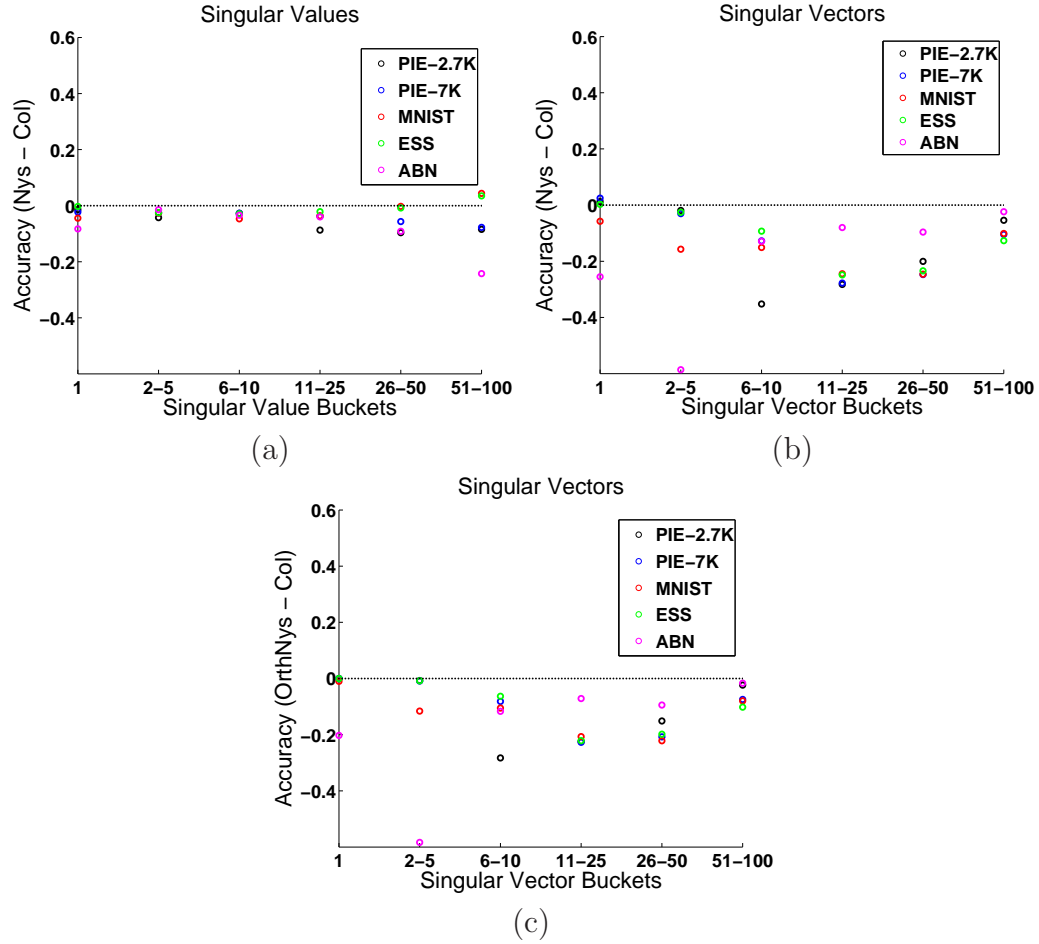 Singular Values
0.6
0.4
0.2
0
−0.2
−0.4
Accuracy (Nys − Col)
PIE−2.7K
PIE−7K
MNIST
ESS
ABN
1 2−5 6−10 11−25 26−50 51−100
Singular Value Buckets
(a)
Singular Vectors
0.6
0.4
0.2
0
−0.2
−0.4
Accuracy (Nys − Col)
PIE−2.7K
PIE−7K
MNIST
ESS
ABN
1 2−5 6−10 11−25 26−50 51−100
Singular Vector Buckets
(b)
Singular Vectors
0.6
0.4
0.2
0
−0.2
−0.4
Accuracy (OrthNys − Col)
PIE−2.7K
PIE−7K
MNIST
ESS
ABN
1 2−5 6−10 11−25 26−50 51−100
Singular Vector Buckets
(c)